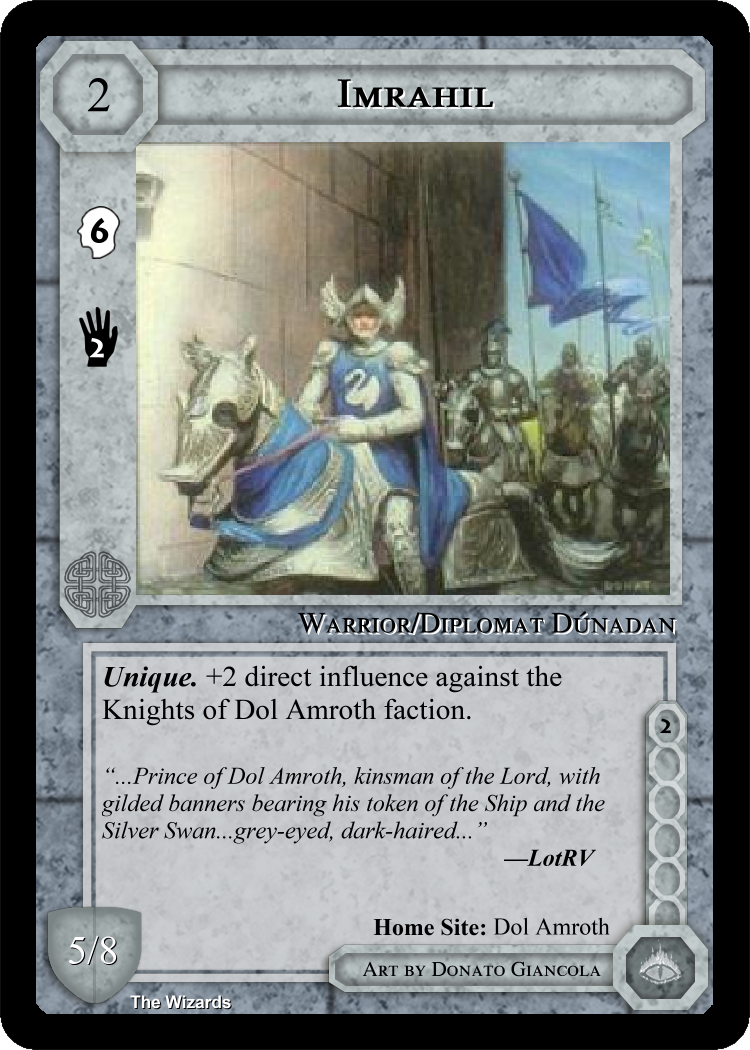 2
IMRAHIL
6
2
WARRIOR/DIPLOMAT DÚNADAN
Unique. +2 direct influence against the
Knights of Dol Amroth faction.
2
“...Prince of Dol Amroth, kinsman of the Lord, with
gilded banners bearing his token of the Ship and the
Silver Swan...grey-eyed, dark-haired...”
—LotRV
Home Site: Dol Amroth
5/8
ART BY DONATO GIANCOLA
The Wizards